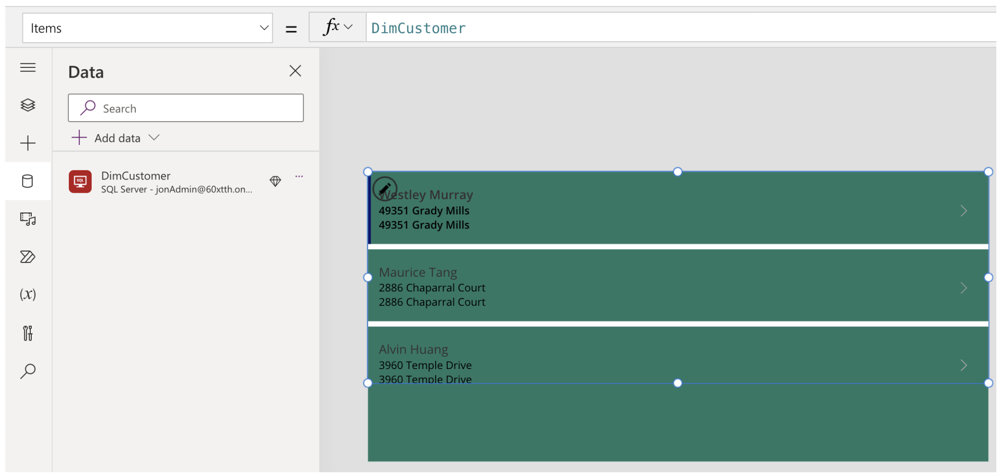 Items
=
fx
DimCustomer
Data
Search
Add data
DimCustomer
SQL
SQL Server - jonAdmin@60xtth.on...
(x)
Westley Murray
49351 Grady Mills
49351 Grady Mills
Maurice Tang
2886 Chaparral Court
2886 Chaparral Court
Alvin Huang
3960 Temple Drive
3960 Temple Drive